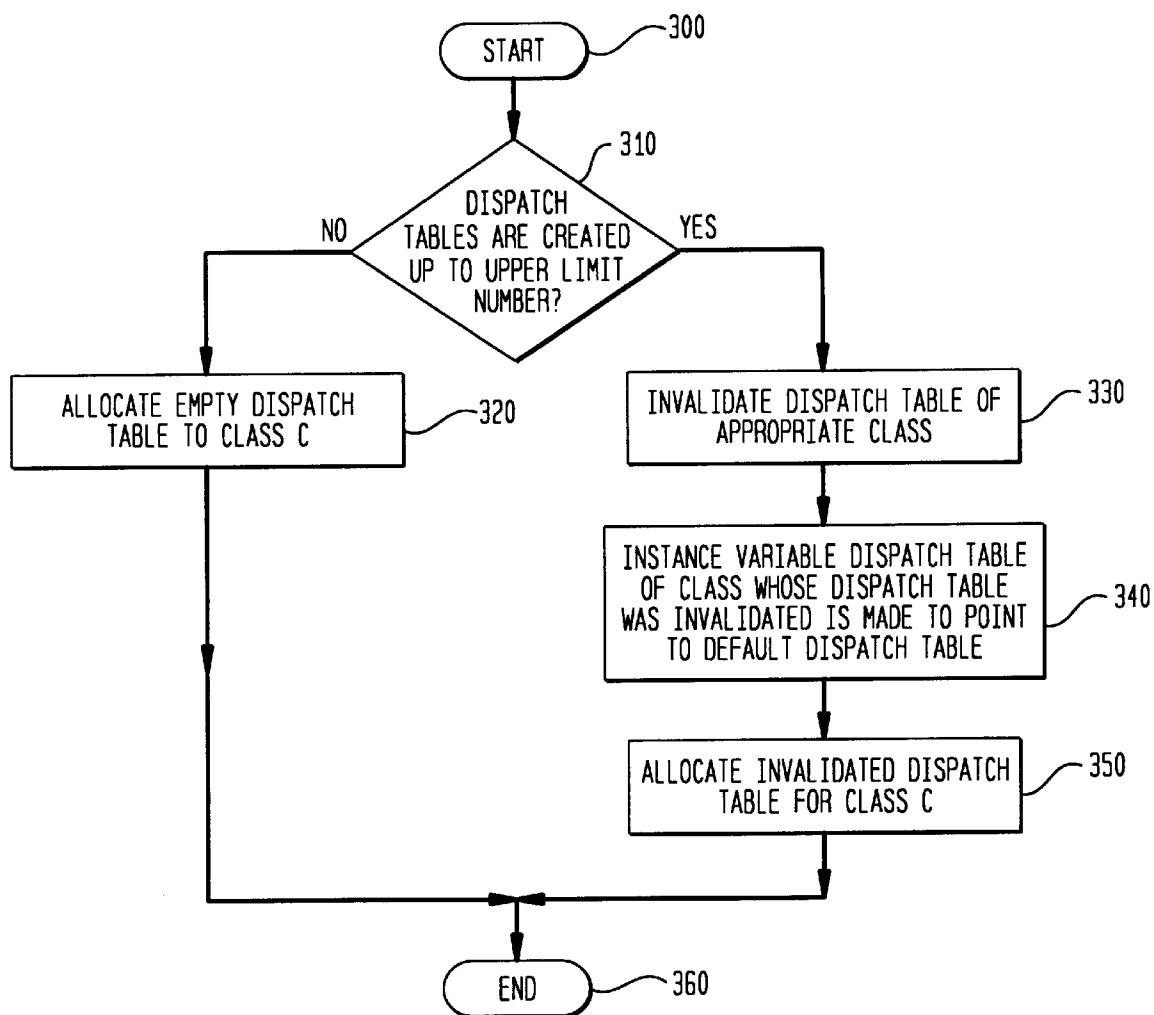 START
300
310
DISPATCH
TABLES ARE CREATED
UP TO UPPER LIMIT
NUMBER?
NO
YES
ALLOCATE EMPTY DISPATCH
TABLE TO CLASS C
320
INVALIDATE DISPATCH TABLE OF
APPROPRIATE CLASS
330
INSTANCE VARIABLE DISPATCH TABLE
OF CLASS WHOSE DISPATCH TABLE
WAS INVALIDATED IS MADE TO POINT
TO DEFAULT DISPATCH TABLE
340
ALLOCATE INVALIDATED DISPATCH
TABLE FOR CLASS C
350
END
360